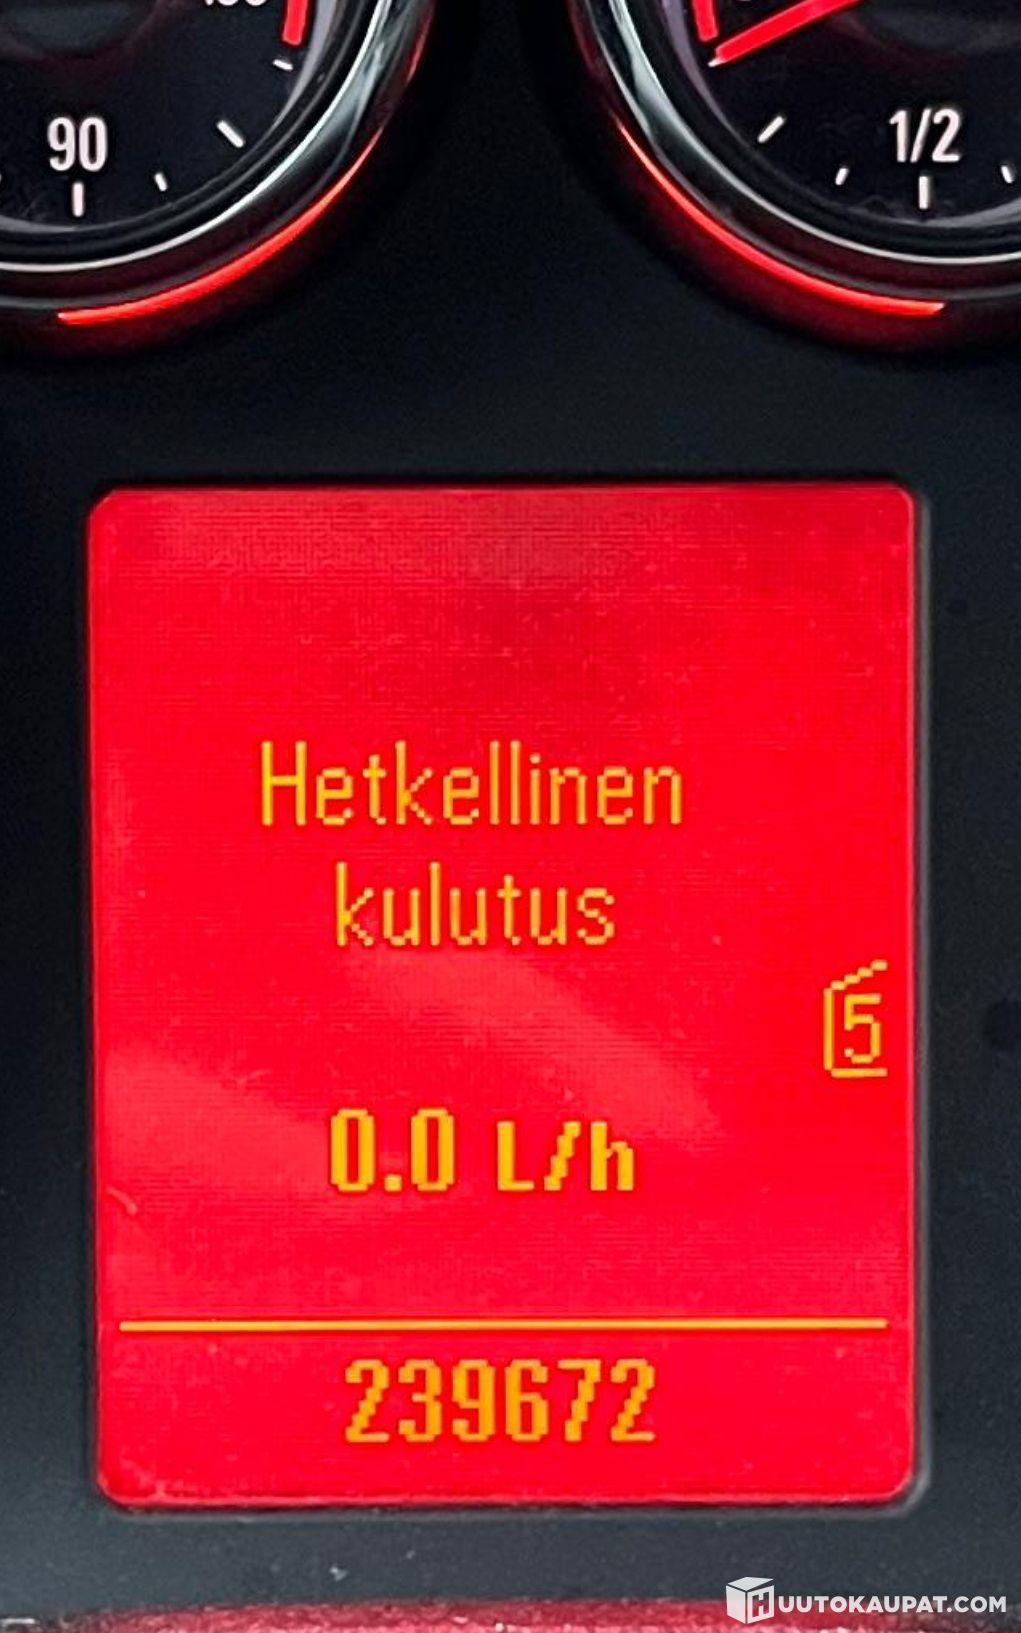 90
1/2
Hetkellinen
kulutus
5
0.0 L/h
239672
HUUTOKAUPAT.COM